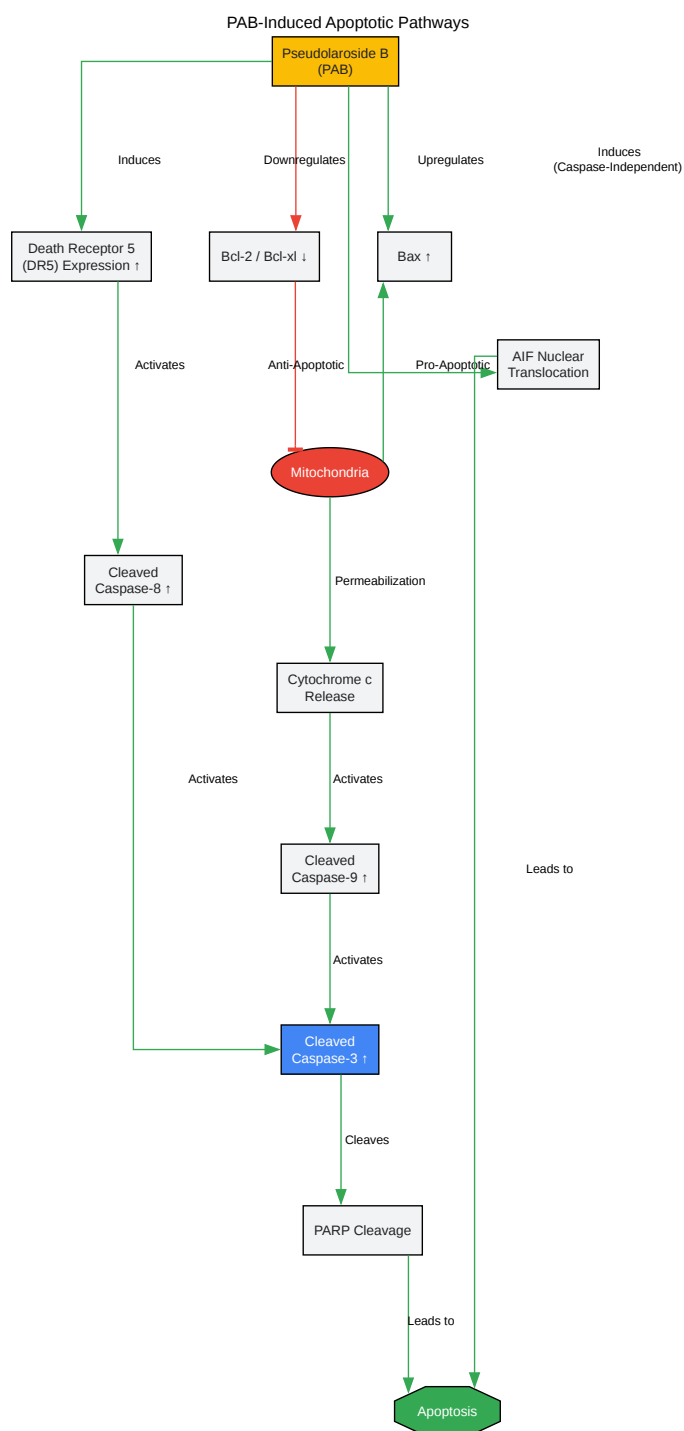 PAB-Induced Apoptotic Pathways
Pseudolaroside B
(PAB)
Induces
Downregulates
Upregulates
Induces
(Caspase-Independent)
Death Receptor 5
(DR5) Expression ↑
Bcl-2 / Bcl-xl ↓
Bax ↑
Activates
Anti-Apoptotic
Pro-Apoptotic
AIF Nuclear
Translocation
Mitochondria
Cleaved
Caspase-8 ↑
Permeabilization
Cytochrome c
Release
Activates
Activates
Cleaved
Caspase-9 ↑
Leads to
Activates
Cleaved
Caspase-3 ↑
Cleaves
PARP Cleavage
Leads to
Apoptosis